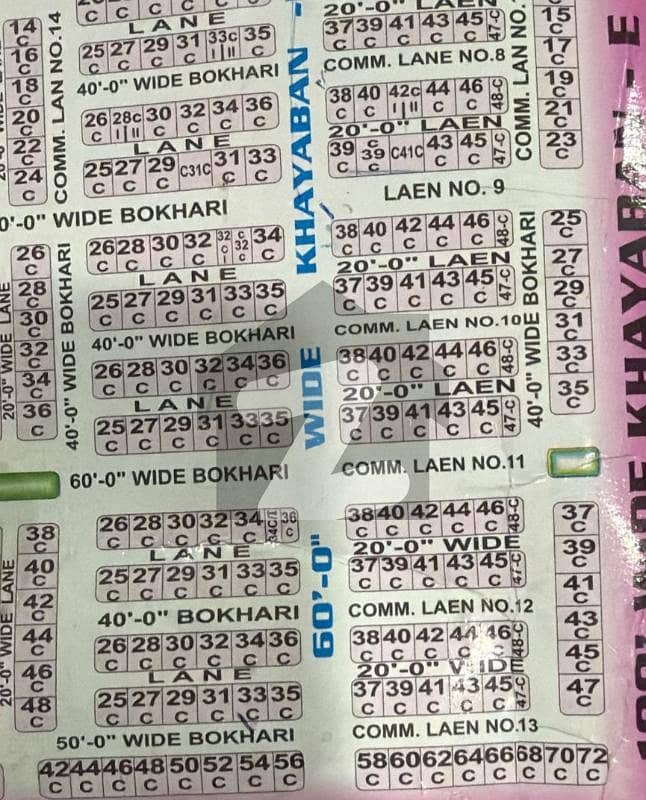 20'-0" LAEN
37 39 41 43 45 47-C
C C C C C
15
C
14
C
COMM. LAN NO.14
LANE
25 27 29 31 33c 35
C C C C C
COMM. LANE NO.8
COMM. LAN NO.
17
C
16
C
40'-0" WIDE BOKHARI
38 40 42c 44 46 48-C
C C C C
19
C
18
C
26 28c 30 32 34 36
C C C C C
20'-0" LAEN
21
C
20
C
LANE
39 39 C41C 43 45 47-C
C C C C
23
C
22
C
25 27 29 C31C 31 33
C C C C C
24
C
LAEN NO. 9
0'-0" WIDE BOKHARI
38 40 42 44 46 48-C
C C C C C
25
C
26
C
26 28 30 32 32 32 34
C C C C C C C
20'-0" LAEN
27
C
28
C
LANE
37 39 41 43 45 47-C
C C C C C
29
C
25 27 29 31 33 35
C C C C C C
30
C
COMM. LAEN NO.10
40'-0" WIDE BOKHARI
31
C
40'-0" WIDE BOKHARI
40'-0" WIDE BOKHARI
32
C
20'-0" WIDE LANE
38 40 42 44 46 48-C
C C C C C
33
C
26 28 30 32 34 36
C C C C C C
34
C
20'-0" LAEN
35
C
LANE
37 39 41 43 45 47-C
C C C C C
36
C
25 27 29 31 33 35
C C C C C C
60'-0" WIDE BOKHARI
COMM. LAEN NO.11
60'-0" WIDE KHAYABAN -
WIDE KHAYABAN - E
26 28 30 32 34 34C/1 36
C C C C C C
38 40 42 44 46 48-C
C C C C C
37
C
38
C
LANE
20'-0" WIDE
39
C
40
C
25 27 29 31 33 35
C C C C C C
37 39 41 43 45 47-C
C C C C C
41
C
20'-0" WIDE LANE
42
C
40'-0" BOKHARI
COMM. LAEN NO.12
43
C
44
C
26 28 30 32 34 36
C C C C C C
38 40 42 44 46 48-C
C C C C C
45
C
46
C
LANE
20'-0" WIDE
47
C
48
C
25 27 29 31 33 35
C C C C C C
37 39 41 43 45 47-C
C C C C C
50'-0" WIDE BOKHARI
COMM. LAEN NO.13
42 44 46 48 50 52 54 56
C C C C C C C C
58 60 62 64 66 68 70 72
C C C C C C C C